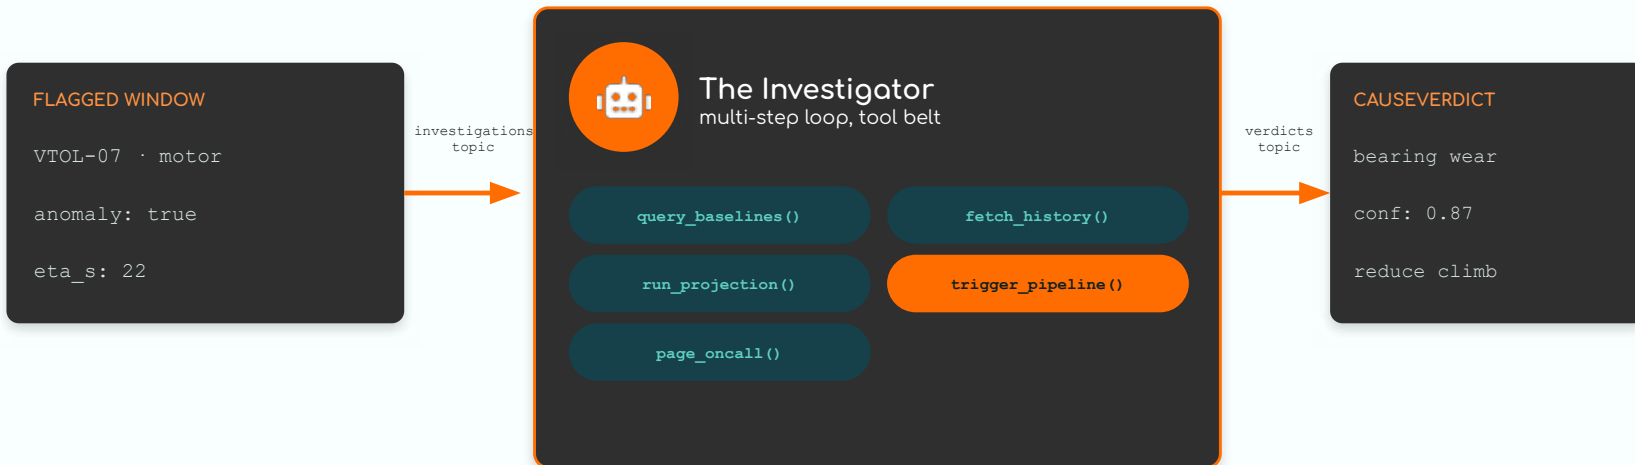 FLAGGED WINDOW
VTOL-07 · motor
anomaly: true
eta_s: 22
investigations
topic
The Investigator
multi-step loop, tool belt
query_baselines()
fetch_history()
run_projection()
trigger_pipeline()
page_oncall()
verdicts
topic
CAUSEVERDICT
bearing wear
conf: 0.87
reduce climb